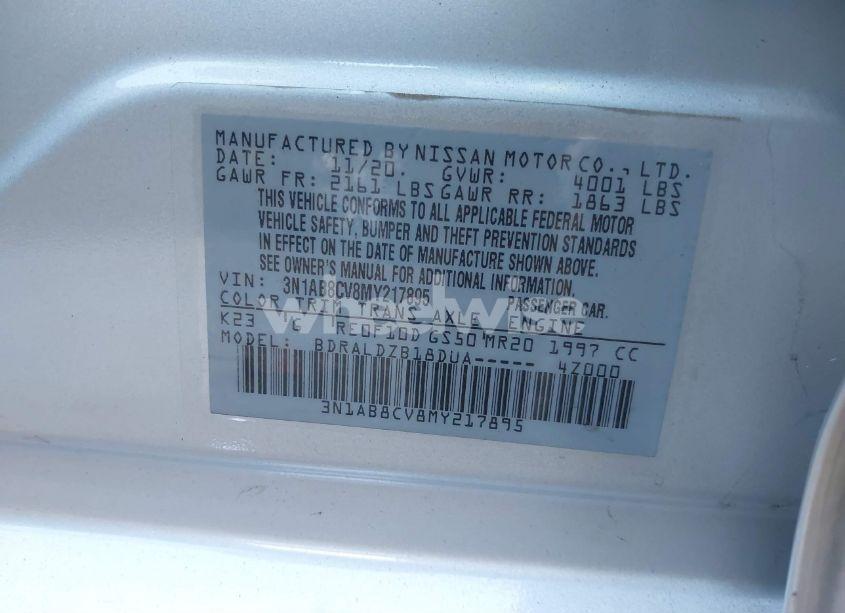 MANUFACTURED BY NISSAN MOTOR CO., LTD.
DATE: 11/20. GVWR: 4001 LBS
GAWR FR: 2161 LBS GAWR RR: 1863 LBS
THIS VEHICLE CONFORMS TO ALL APPLICABLE FEDERAL MOTOR
VEHICLE SAFETY, BUMPER AND THEFT PREVENTION STANDARDS
IN EFFECT ON THE DATE OF MANUFACTURE SHOWN ABOVE.
SEE OWNER'S MANUAL FOR ADDITIONAL INFORMATION.
VIN: 3N1AB8CV8MY217895 PASSENGER CAR.
COLOR TRIM TRANS AXLE ENGINE
K23 G RE0F10D GS50 MR20 1997 CC
MODEL: BDRALDZB18DUA----- 4Z000
3N1AB8CV8MY217895